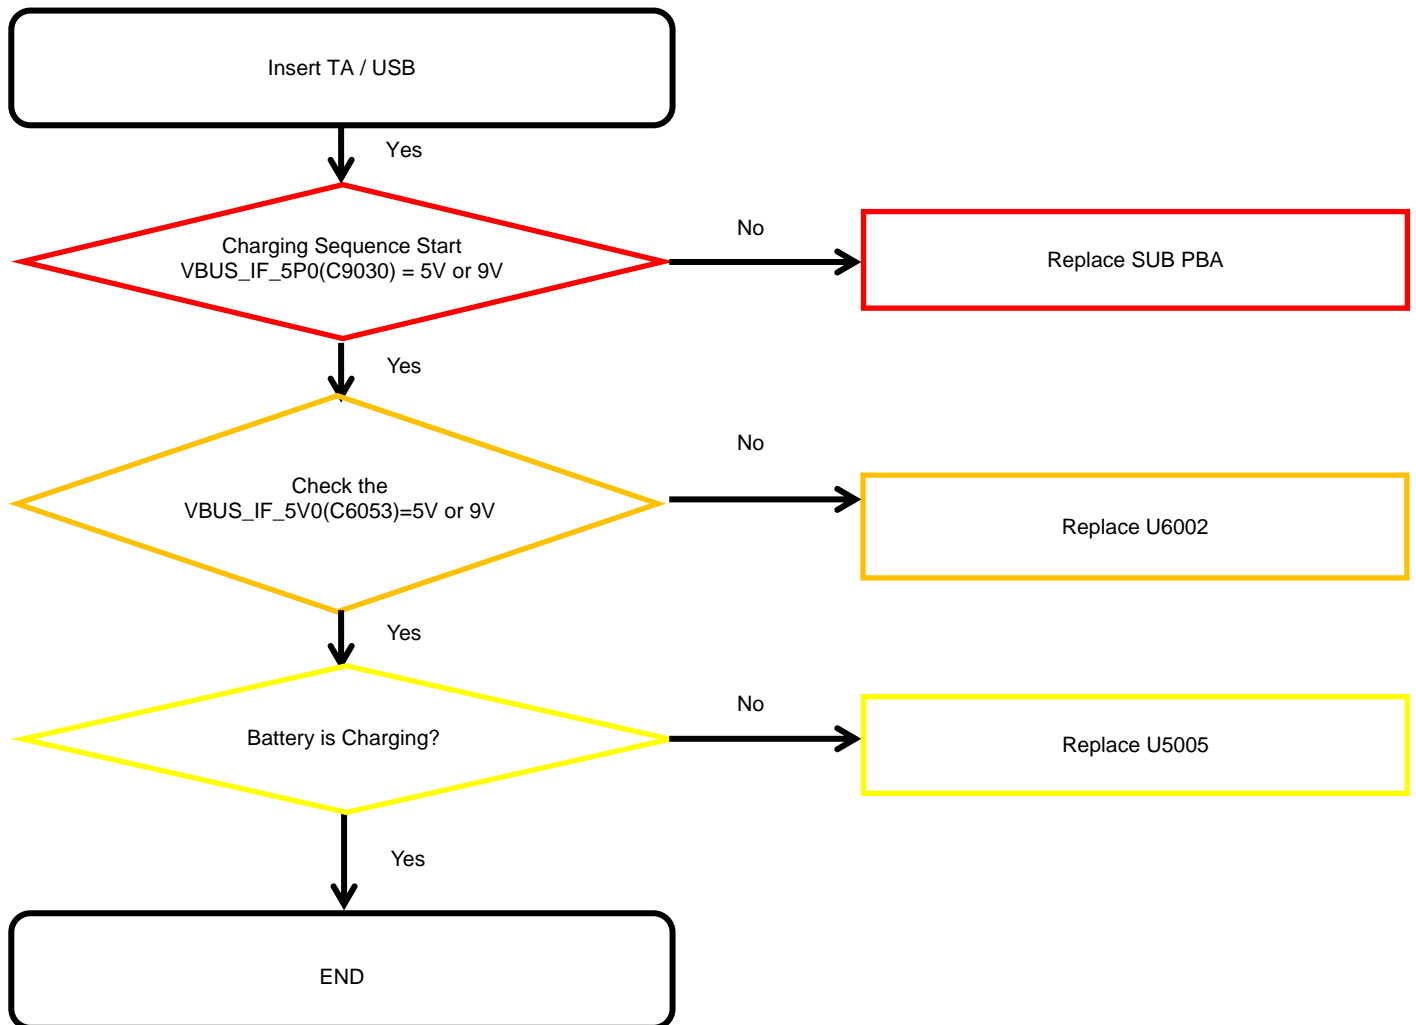 Insert TA / USB
Yes
Charging Sequence Start
VBUS_IF_5P0(C9030) = 5V or 9V
No
Replace SUB PBA
Yes
Check the
VBUS_IF_5V0(C6053)=5V or 9V
No
Replace U6002
Yes
Battery is Charging?
No
Replace U5005
Yes
END